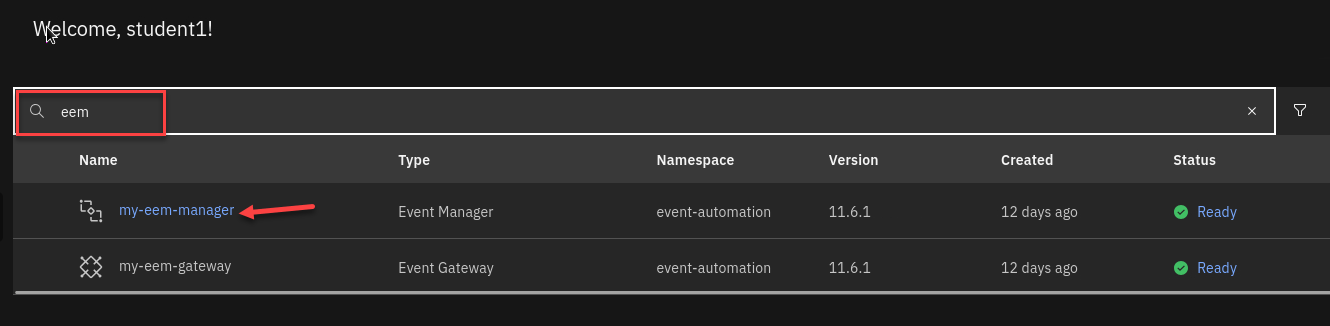 Welcome, student1!
eem
Name Type Namespace Version Created Status
my-eem-manager Event Manager event-automation 11.6.1 12 days ago Ready
my-eem-gateway Event Gateway event-automation 11.6.1 12 days ago Ready